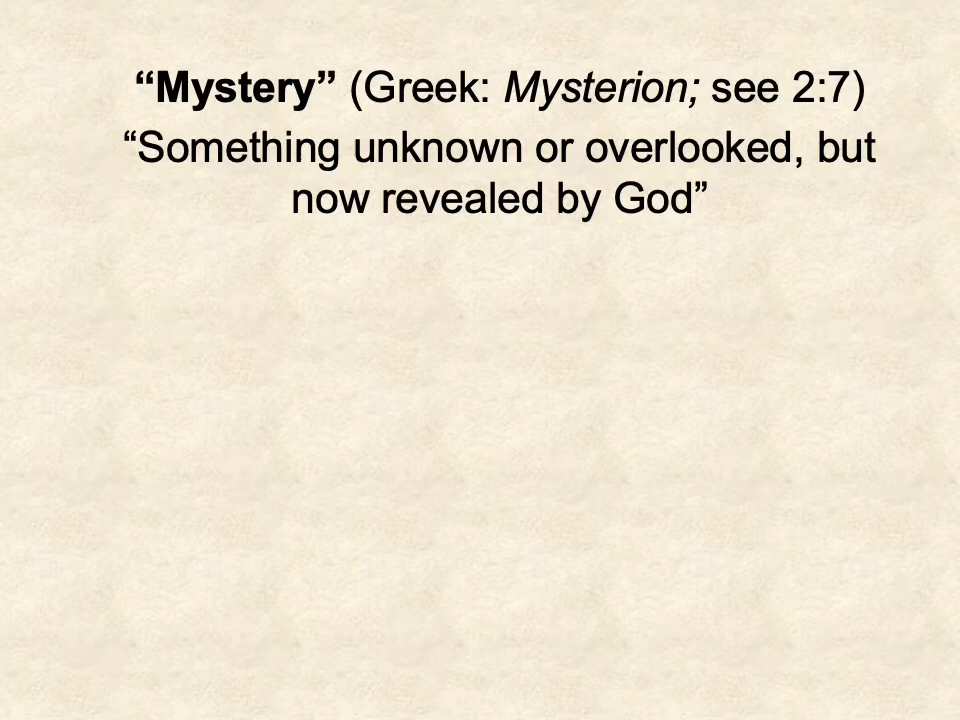 “Mystery” (Greek: Mysterion; see 2:7)
“Something unknown or overlooked, but
now revealed by God”